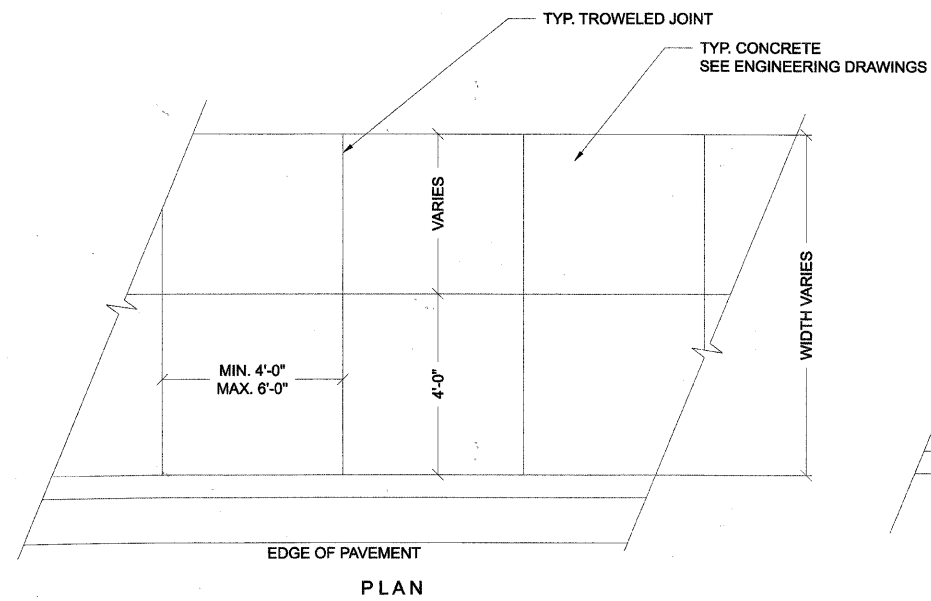 TYP. TROWELED JOINT
TYP. CONCRETE
SEE ENGINEERING DRAWINGS
VARIES
WIDTH VARIES
MIN. 4'-0"
MAX. 6'-0"
4'-0"
EDGE OF PAVEMENT
PLAN